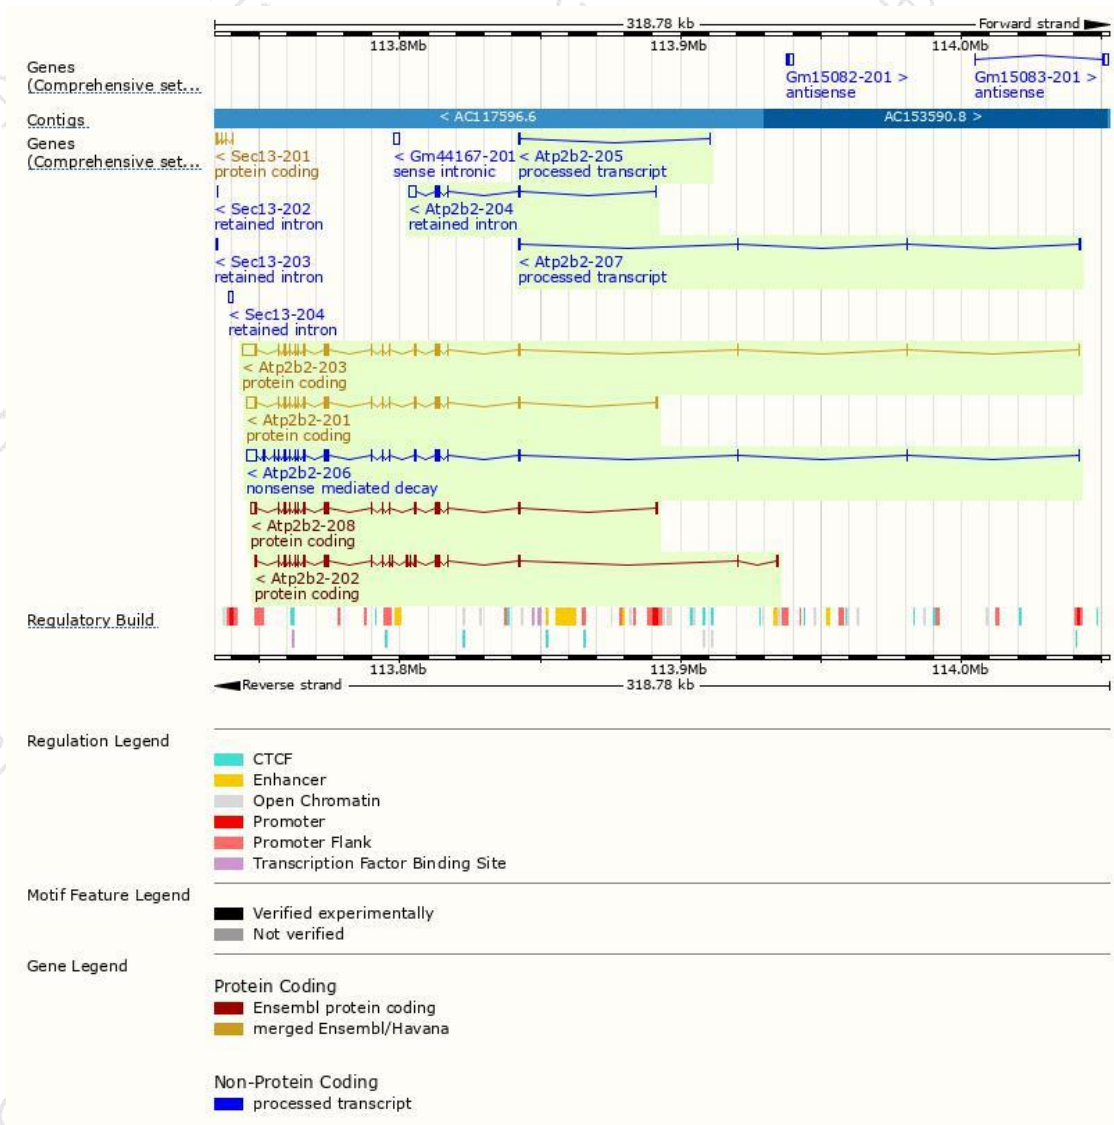 318.78 kb Forward strand
113.8Mb 113.9Mb 114.0Mb
Genes
(Comprehensive set...
Gm15082-201 > Gm15083-201 >
antisense antisense
Contigs < AC117596.6 AC153590.8 >
Genes
(Comprehensive set...
< Sec13-201 < Gm44167-201 < Atp2b2-205
protein coding sense intronic processed transcript
< Sec13-202 < Atp2b2-204
retained intron retained intron
< Sec13-203 < Atp2b2-207
retained intron processed transcript
< Sec13-204
retained intron
< Atp2b2-203
protein coding
< Atp2b2-201
protein coding
< Atp2b2-206
nonsense mediated decay
< Atp2b2-208
protein coding
< Atp2b2-202
protein coding
Regulatory Build
113.8Mb 113.9Mb 114.0Mb
Reverse strand 318.78 kb
Regulation Legend
CTCF
Enhancer
Open Chromatin
Promoter
Promoter Flank
Transcription Factor Binding Site
Motif Feature Legend
Verified experimentally
Not verified
Gene Legend
Protein Coding
Ensembl protein coding
merged Ensembl/Havana
Non-Protein Coding
processed transcript